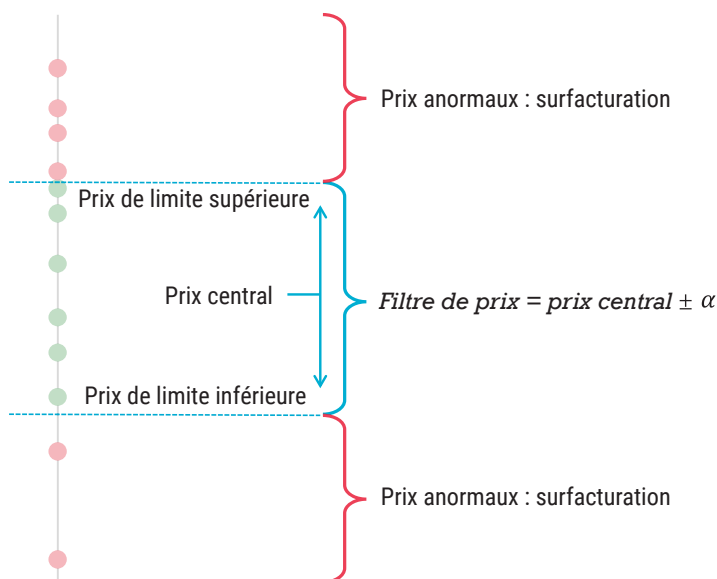 Prix anormaux : surfacturation
Prix de limite supérieure
Prix central
Filtre de prix = prix central ± α
Prix de limite inférieure
Prix anormaux : surfacturation